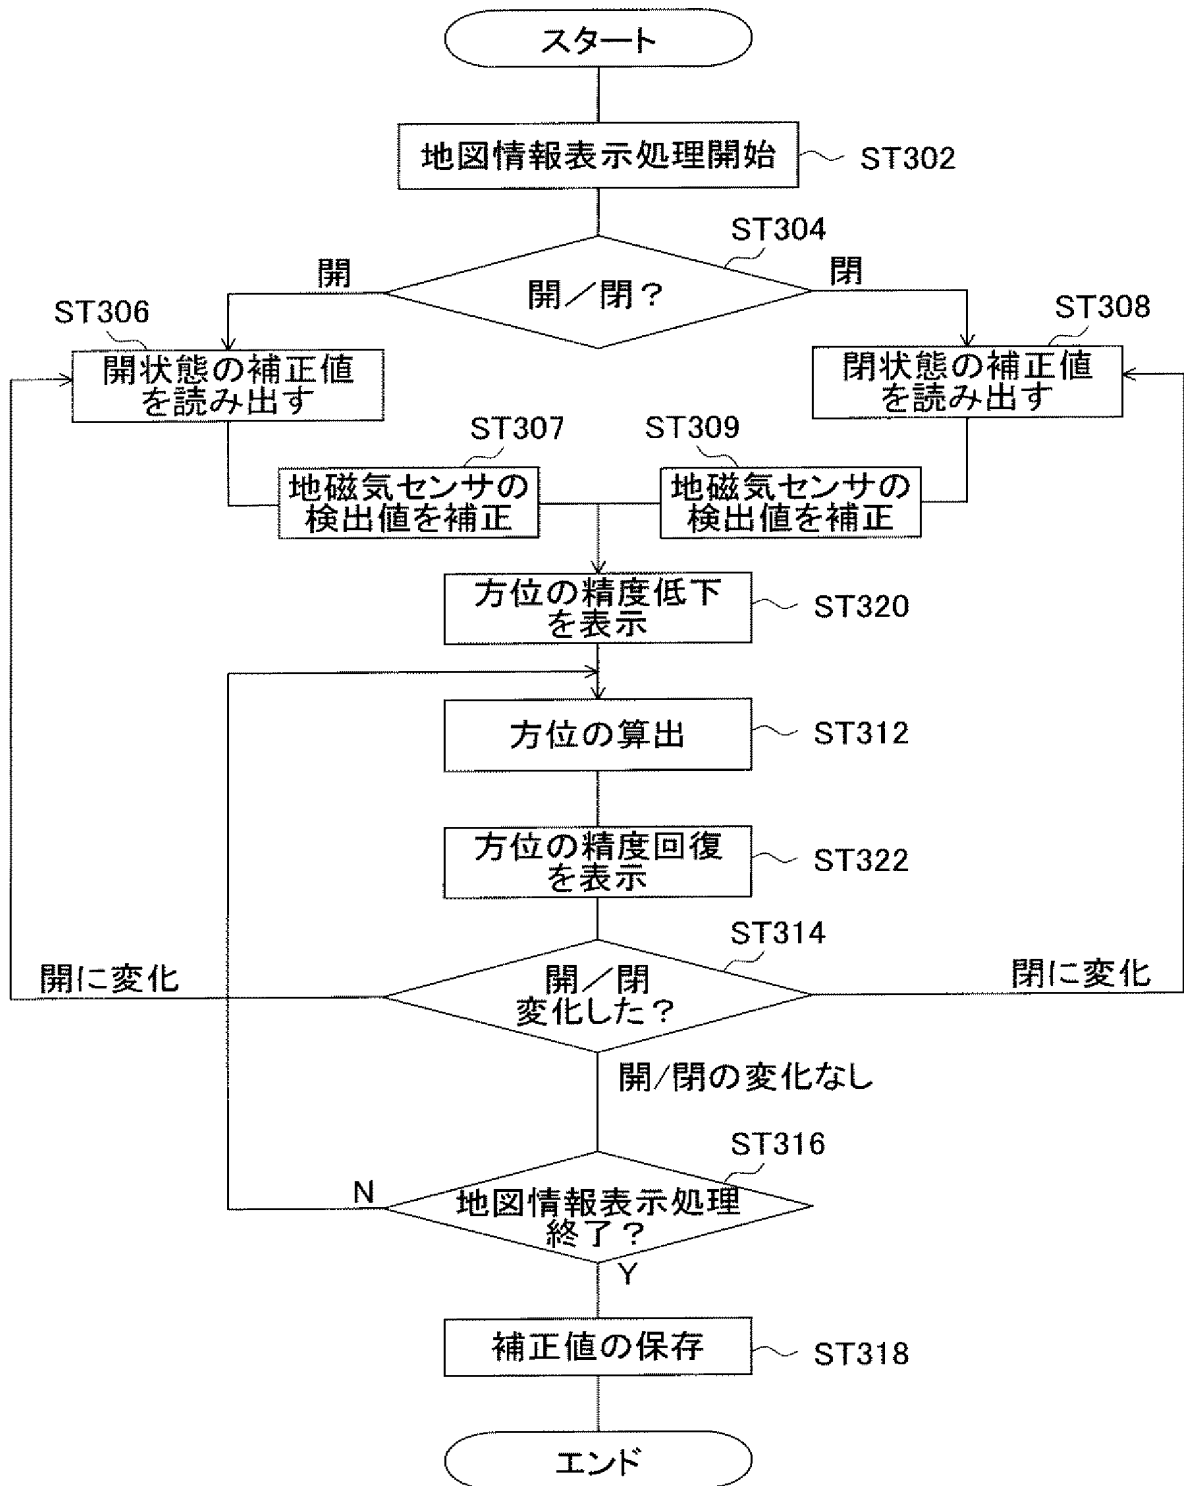 スタート
地図情報表示処理開始
ST302
ST304
開
開／閉？
閉
ST306
ST308
開状態の補正値
を読み出す
閉状態の補正値
を読み出す
ST307
ST309
地磁気センサの
検出値を補正
地磁気センサの
検出値を補正
方位の精度低下
を表示
ST320
方位の算出
ST312
方位の精度回復
を表示
ST322
ST314
開に変化
開／閉
変化した？
閉に変化
開/閉の変化なし
ST316
N
地図情報表示処理
終了？
Y
補正値の保存
ST318
エンド